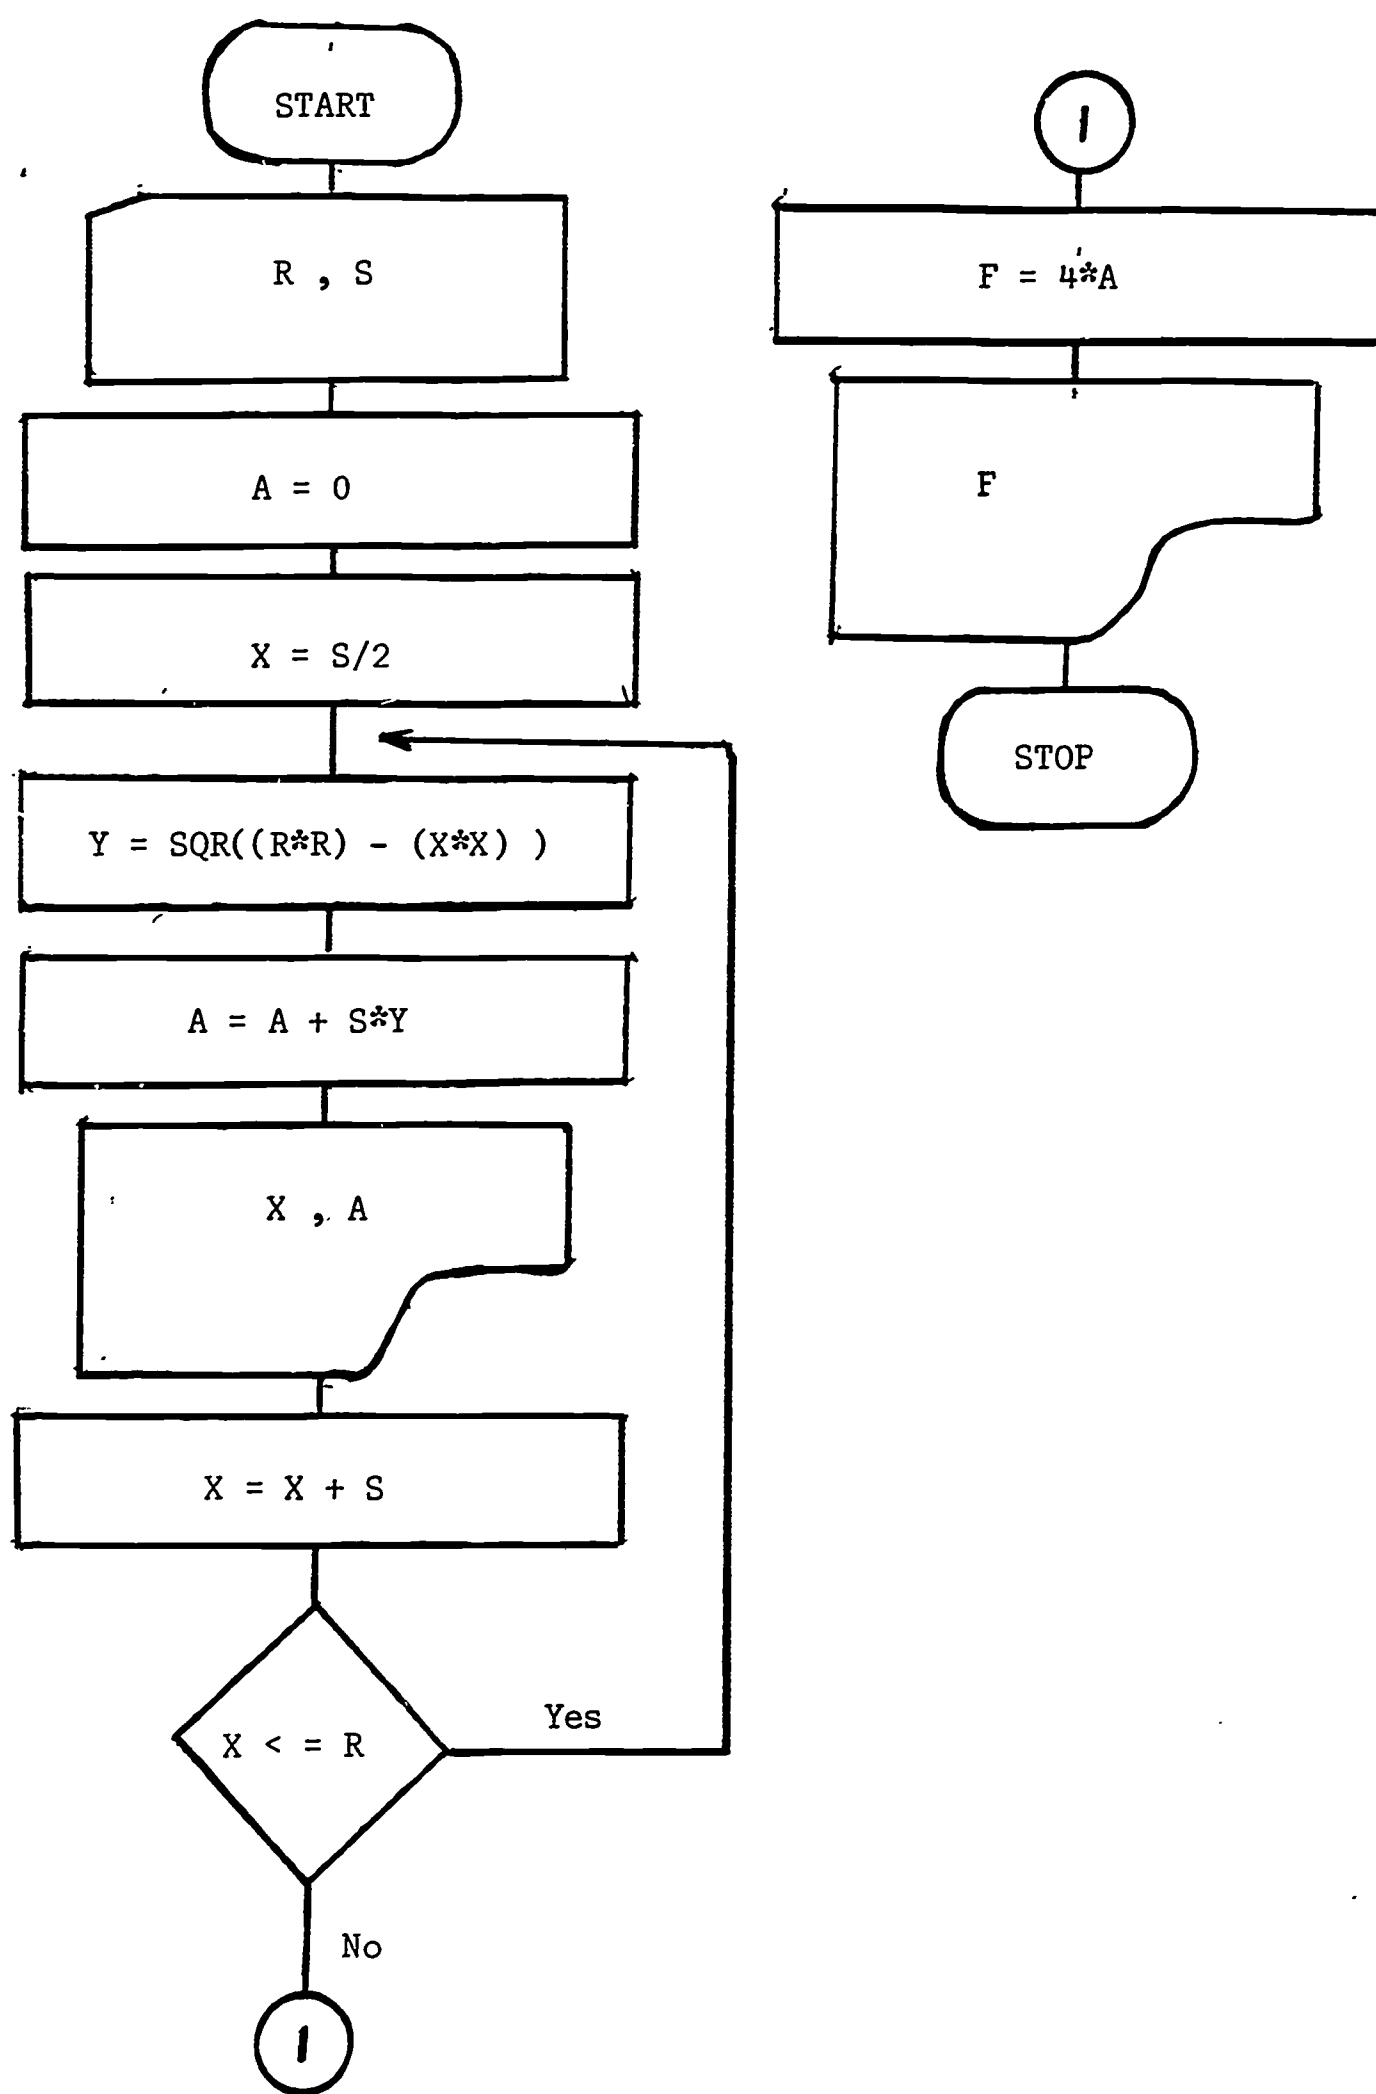 START
R , S
A = 0
X = S/2
Y = SQR((R*R) - (X*X) )
A = A + S*Y
X , A
X = X + S
X < = R
Yes
No
1
1
F = 4*A
F
STOP